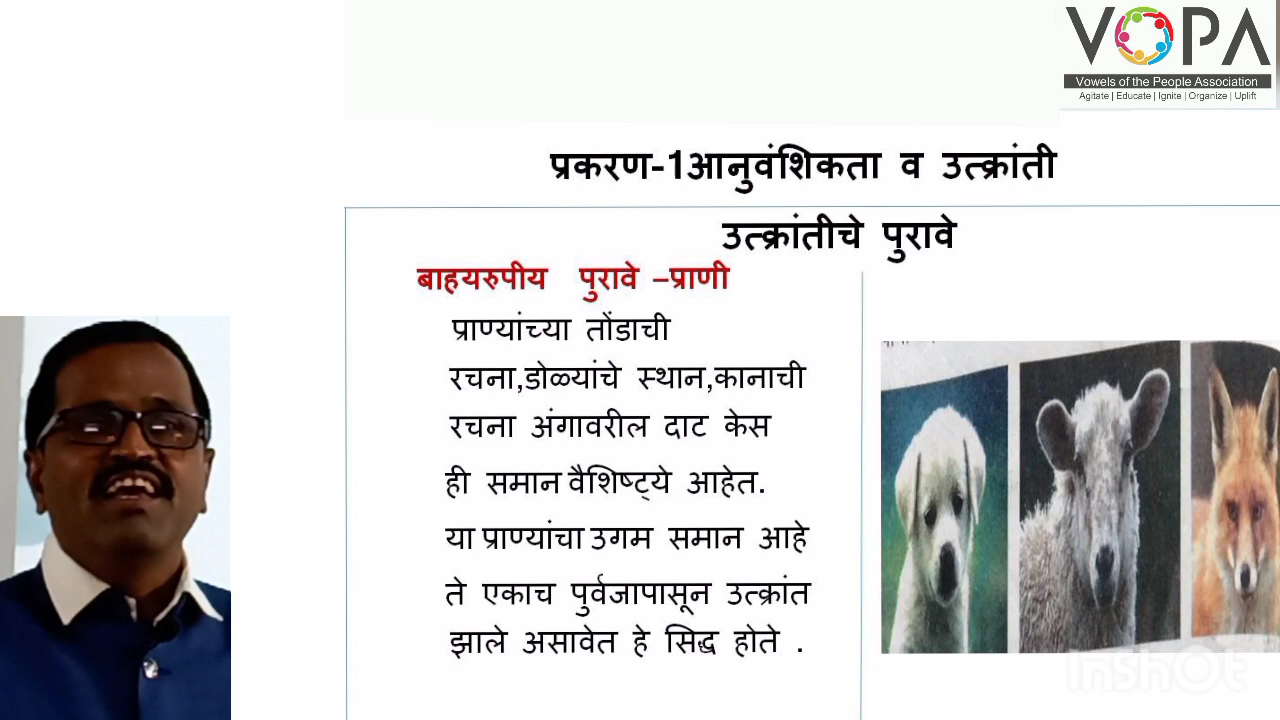 VOPA
Vowels of the People Association
Agitate | Educate | Ignite | Organize | Uplift
प्रकरण-1आनुवंशिकता व उत्क्रांती
उत्क्रांतीचे पुरावे
बाहयरुपीय पुरावे –प्राणी
प्राण्यांच्या तोंडाची
रचना,डोळ्यांचे स्थान,कानाची
रचना अंगावरील दाट केस
ही समान वैशिष्ट्ये आहेत.
या प्राण्यांचा उगम समान आहे
ते एकाच पुर्वजापासून उत्क्रांत
झाले असावेत हे सिद्ध होते .
InShOt